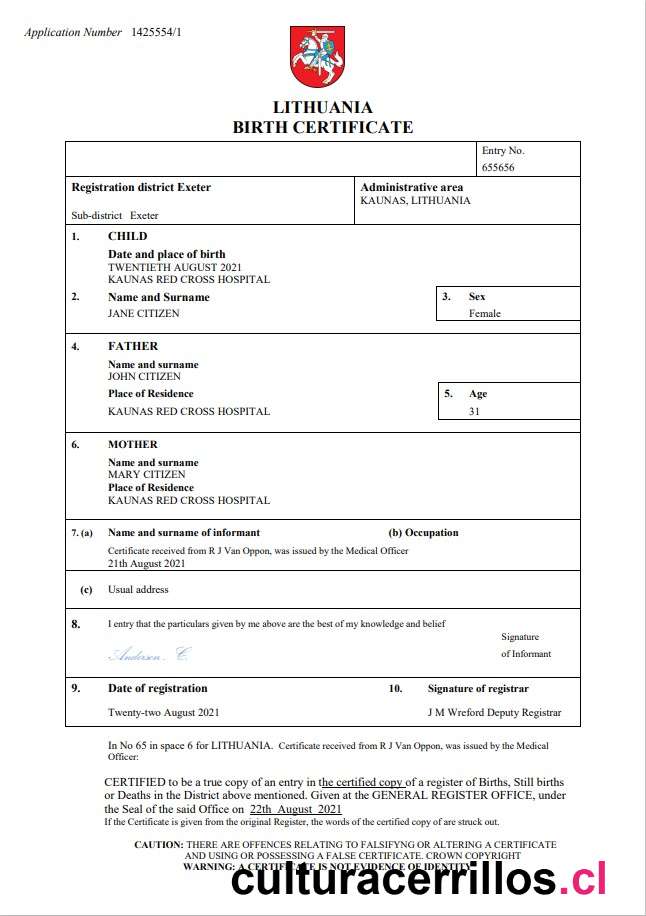 Application Number 1425554/1
LITHUANIA
BIRTH CERTIFICATE
Entry No.
655656
Registration district Exeter
Administrative area
KAUNAS, LITHUANIA
Sub-district Exeter
1. CHILD
Date and place of birth
TWENTIETH AUGUST 2021
KAUNAS RED CROSS HOSPITAL
2. Name and Surname
3. Sex
JANE CITIZEN
Female
4. FATHER
Name and surname
JOHN CITIZEN
Place of Residence
5. Age
KAUNAS RED CROSS HOSPITAL
31
6. MOTHER
Name and surname
MARY CITIZEN
Place of Residence
KAUNAS RED CROSS HOSPITAL
7. (a) Name and surname of informant (b) Occupation
Certificate received from R J Van Oppon, was issued by the Medical Officer
21th August 2021
(c) Usual address
8. I entry that the particulars given by me above are the best of my knowledge and belief
Signature
of Informant
Anderson. C
9. Date of registration 10. Signature of registrar
Twenty-two August 2021 J M Wreford Deputy Registrar
In No 65 in space 6 for LITHUANIA. Certificate received from R J Van Oppon, was issued by the Medical
Officer:
CERTIFIED to be a true copy of an entry in the certified copy of a register of Births, Still births
or Deaths in the District above mentioned. Given at the GENERAL REGISTER OFFICE, under
the Seal of the said Office on 22th August 2021
If the Certificate is given from the original Register, the words of the certified copy of are struck out.
CAUTION: THERE ARE OFFENCES RELATING TO FALSIFYNG OR ALTERING A CERTIFICATE
AND USING OR POSSESSING A FALSE CERTIFICATE. CROWN COPYRIGHT
WARNING: A CERTIFICATE IS NOT EVIDENCE OF IDENTITY
culturacerrillos.cl